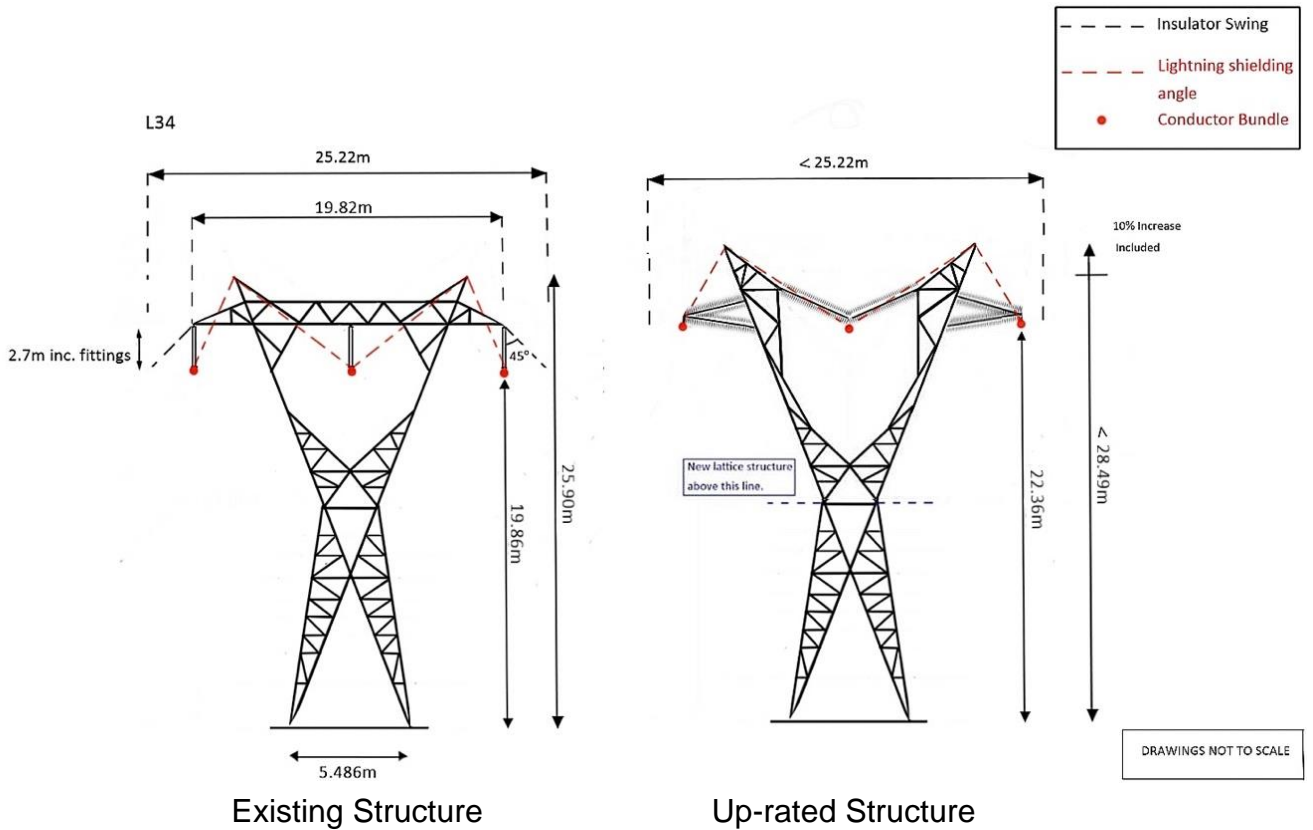 Insulator Swing
Lightning shielding
angle
Conductor Bundle
L34
25.22m
19.82m
2.7m inc. fittings
45°
25.90m
19.86m
5.486m
Existing Structure
< 25.22m
10% Increase
Included
New lattice structure
above this line.
22.36m
< 28.49m
DRAWINGS NOT TO SCALE
Up-rated Structure